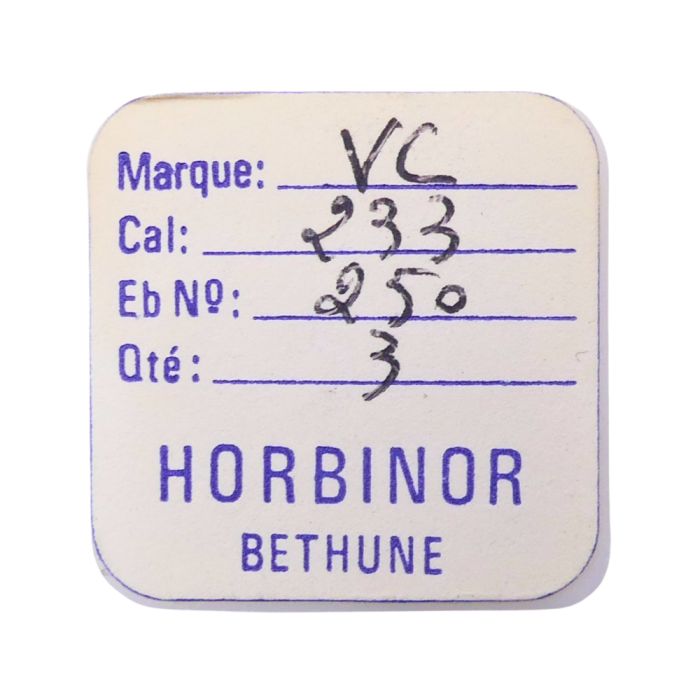 Marque: VC
Cal: 233
Eb Nº: 250
Qté: 3
HORBINOR
BETHUNE